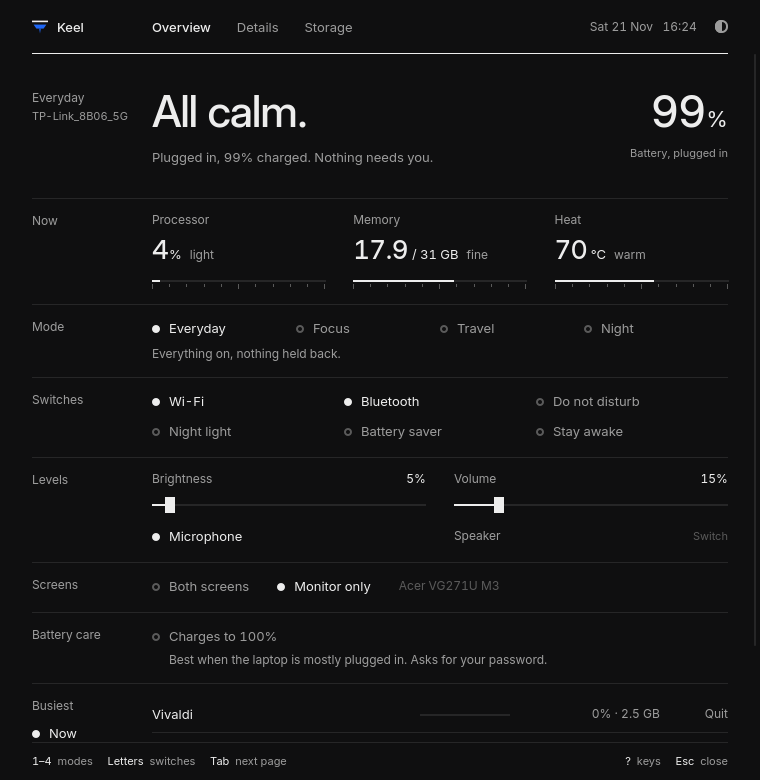 Keel Overview Details Storage Sat 21 Nov 16:24
Everyday
TP-Link_8B06_5G
All calm.
99%
Plugged in, 99% charged. Nothing needs you.
Battery, plugged in
Now
Processor Memory Heat
4% light 17.9 / 31 GB fine 70 °C warm
Mode
Everyday Focus Travel Night
Everything on, nothing held back.
Switches
Wi-Fi Bluetooth Do not disturb
Night light Battery saver Stay awake
Levels
Brightness 5% Volume 15%
Microphone Speaker Switch
Screens
Both screens Monitor only Acer VG271U M3
Battery care
Charges to 100%
Best when the laptop is mostly plugged in. Asks for your password.
Busiest
Vivaldi 0% · 2.5 GB Quit
Now
1–4 modes Letters switches Tab next page ? keys Esc close